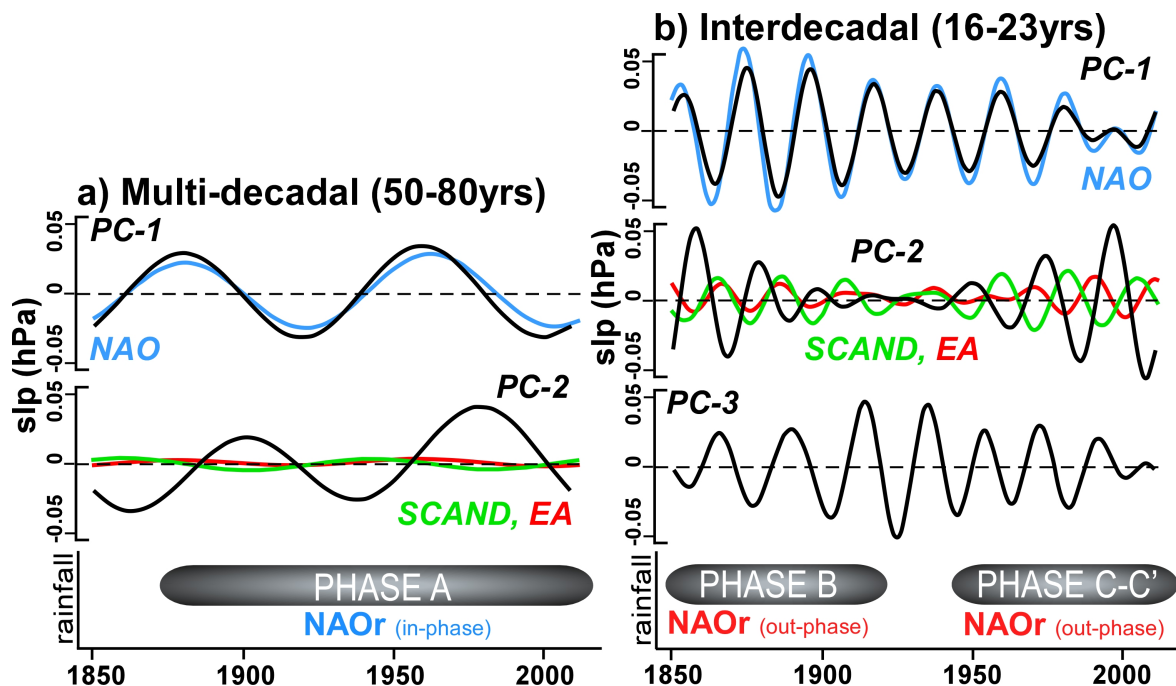 b) Interdecadal (16-23yrs)
0.05
0
-0.05
PC-1
NAO
a) Multi-decadal (50-80yrs)
PC-1
0.05
0
-0.05
NAO
slp (hPa)
PC-2
0.05
0
-0.05
SCAND, EA
PC-2
0.05
0
-0.05
SCAND, EA
slp (hPa)
PC-3
0.05
0
-0.05
rainfall
PHASE A
NAOr (in-phase)
1850 1900 1950 2000
rainfall
PHASE B
NAOr (out-phase)
PHASE C-C’
NAOr (out-phase)
1850 1900 1950 2000